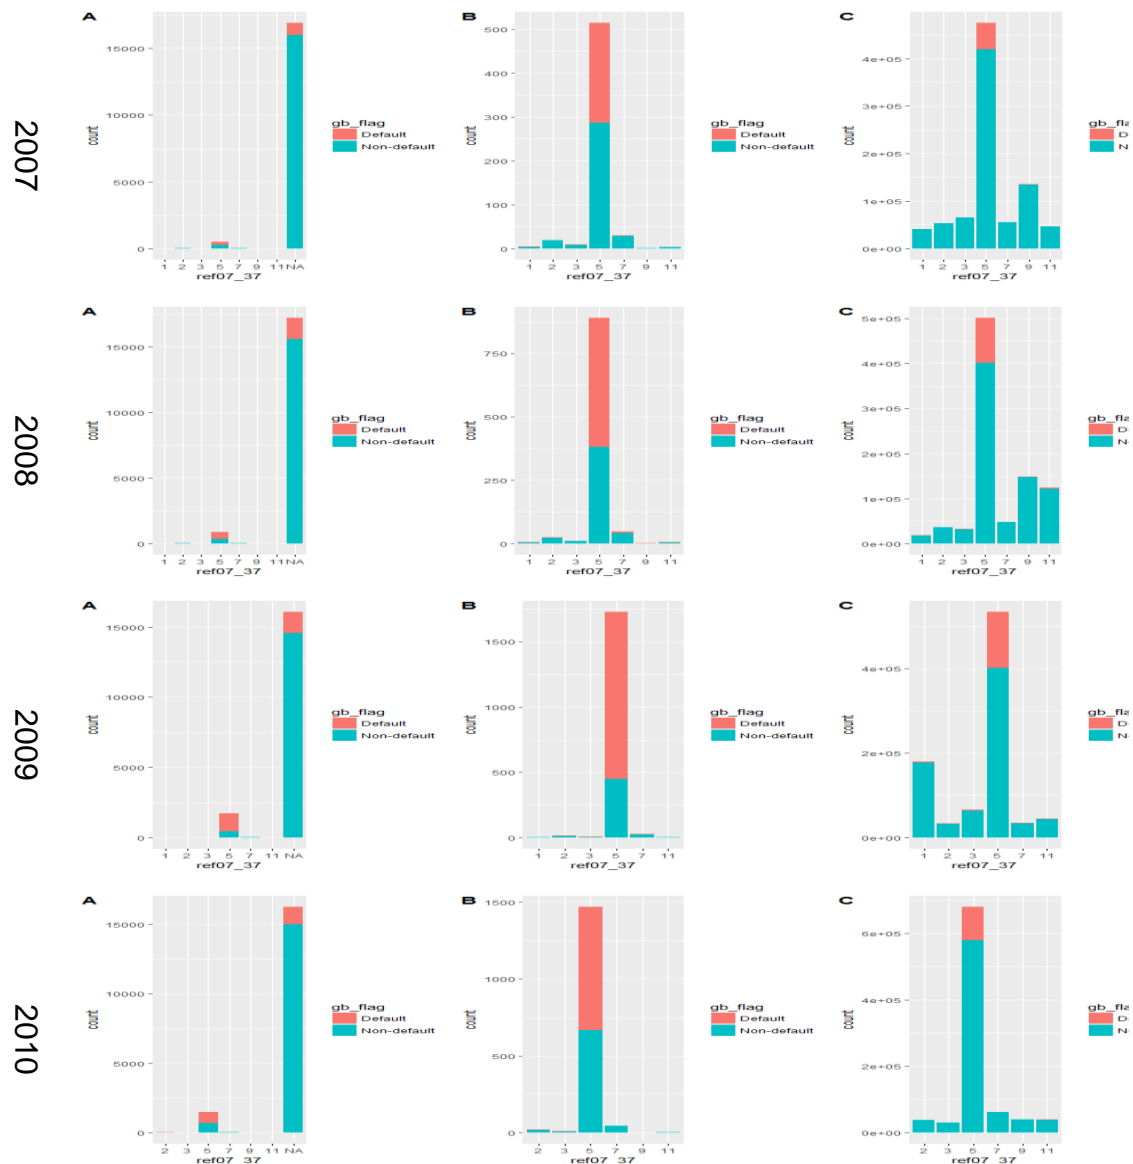 2007
A
15000
10000
5000
0
count
1 2 3 5 7 9 11 NA
ref07_37
gb_flag
Default
Non-default
B
500
400
300
200
100
0
count
1 2 3 5 7 9 11
ref07_37
gb_flag
Default
Non-default
C
4e+05
3e+05
2e+05
1e+05
0e+00
count
1 2 3 5 7 9 11
ref07_37
gb_fla
D
N
2008
A
15000
10000
5000
0
count
1 2 3 5 7 9 11 NA
ref07_37
gb_flag
Default
Non-default
B
750
500
250
0
count
1 2 3 5 7 9 11
ref07_37
gb_flag
Default
Non-default
C
5e+05
4e+05
3e+05
2e+05
1e+05
0e+00
count
1 2 3 5 7 9 11
ref07_37
gb_fla
D
N
2009
A
15000
10000
5000
0
count
1 2 3 5 7 11 NA
ref07_37
gb_flag
Default
Non-default
B
1500
1000
500
0
count
1 2 3 5 7 11
ref07_37
gb_flag
Default
Non-default
C
4e+05
2e+05
0e+00
count
1 2 3 5 7 11
ref07_37
gb_fla
D
N
2010
A
15000
10000
5000
0
count
2 3 5 7 9 11 NA
ref07_37
gb_flag
Default
Non-default
B
1500
1000
500
0
count
2 3 5 7 9 11
ref07_37
gb_flag
Default
Non-default
C
6e+05
4e+05
2e+05
0e+00
count
2 3 5 7 9 11
ref07_37
gb_fla
D
N